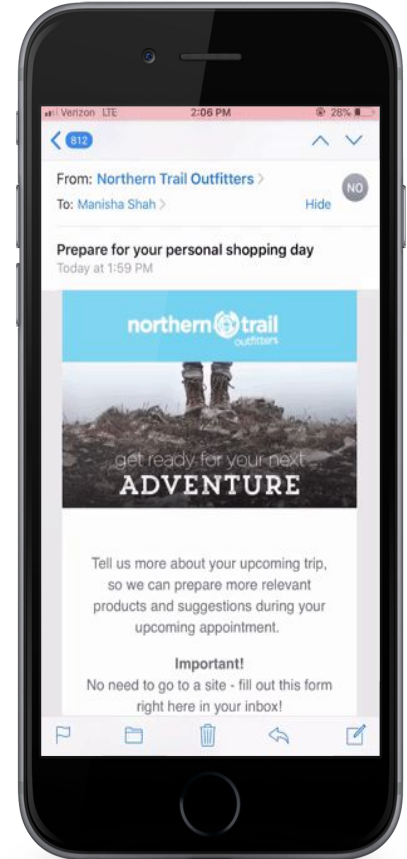 Verizon LTE 2:06 PM 28%
812
From: Northern Trail Outfitters
NO
To: Manisha Shah Hide
Prepare for your personal shopping day
Today at 1:59 PM
northern trail
outfitters
get ready for your next
ADVENTURE
Tell us more about your upcoming trip,
so we can prepare more relevant
products and suggestions during your
upcoming appointment.
Important!
No need to go to a site - fill out this form
right here in your inbox!